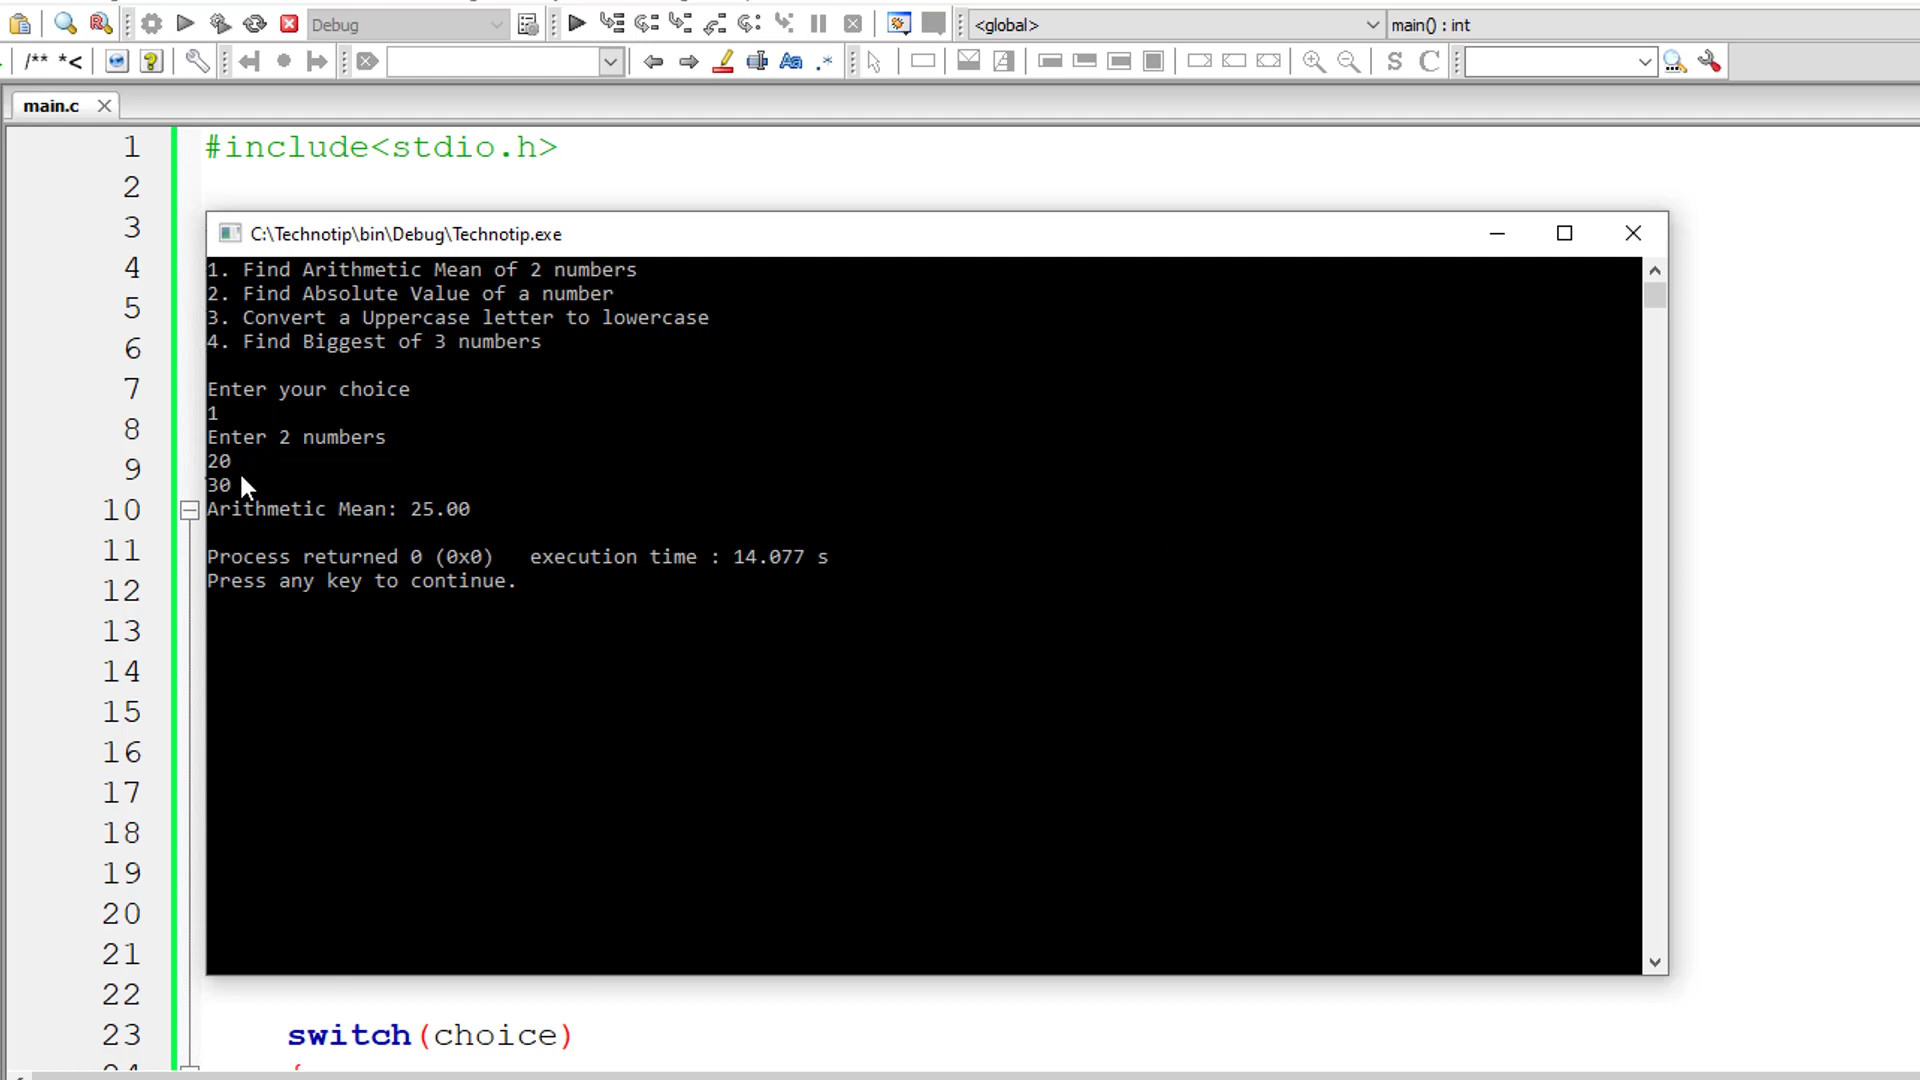 Debug
<global>
main() : int
/** *<
.*
S C
main.c
1 #include<stdio.h>
2
3
4
5
6
7
8
9
10
11
12
13
14
15
16
17
18
19
20
21
22
23 switch(choice)
24 {
C:\Technotip\bin\Debug\Technotip.exe
1. Find Arithmetic Mean of 2 numbers
2. Find Absolute Value of a number
3. Convert a Uppercase letter to lowercase
4. Find Biggest of 3 numbers
Enter your choice
1
Enter 2 numbers
20
30
Arithmetic Mean: 25.00
Process returned 0 (0x0)   execution time : 14.077 s
Press any key to continue.